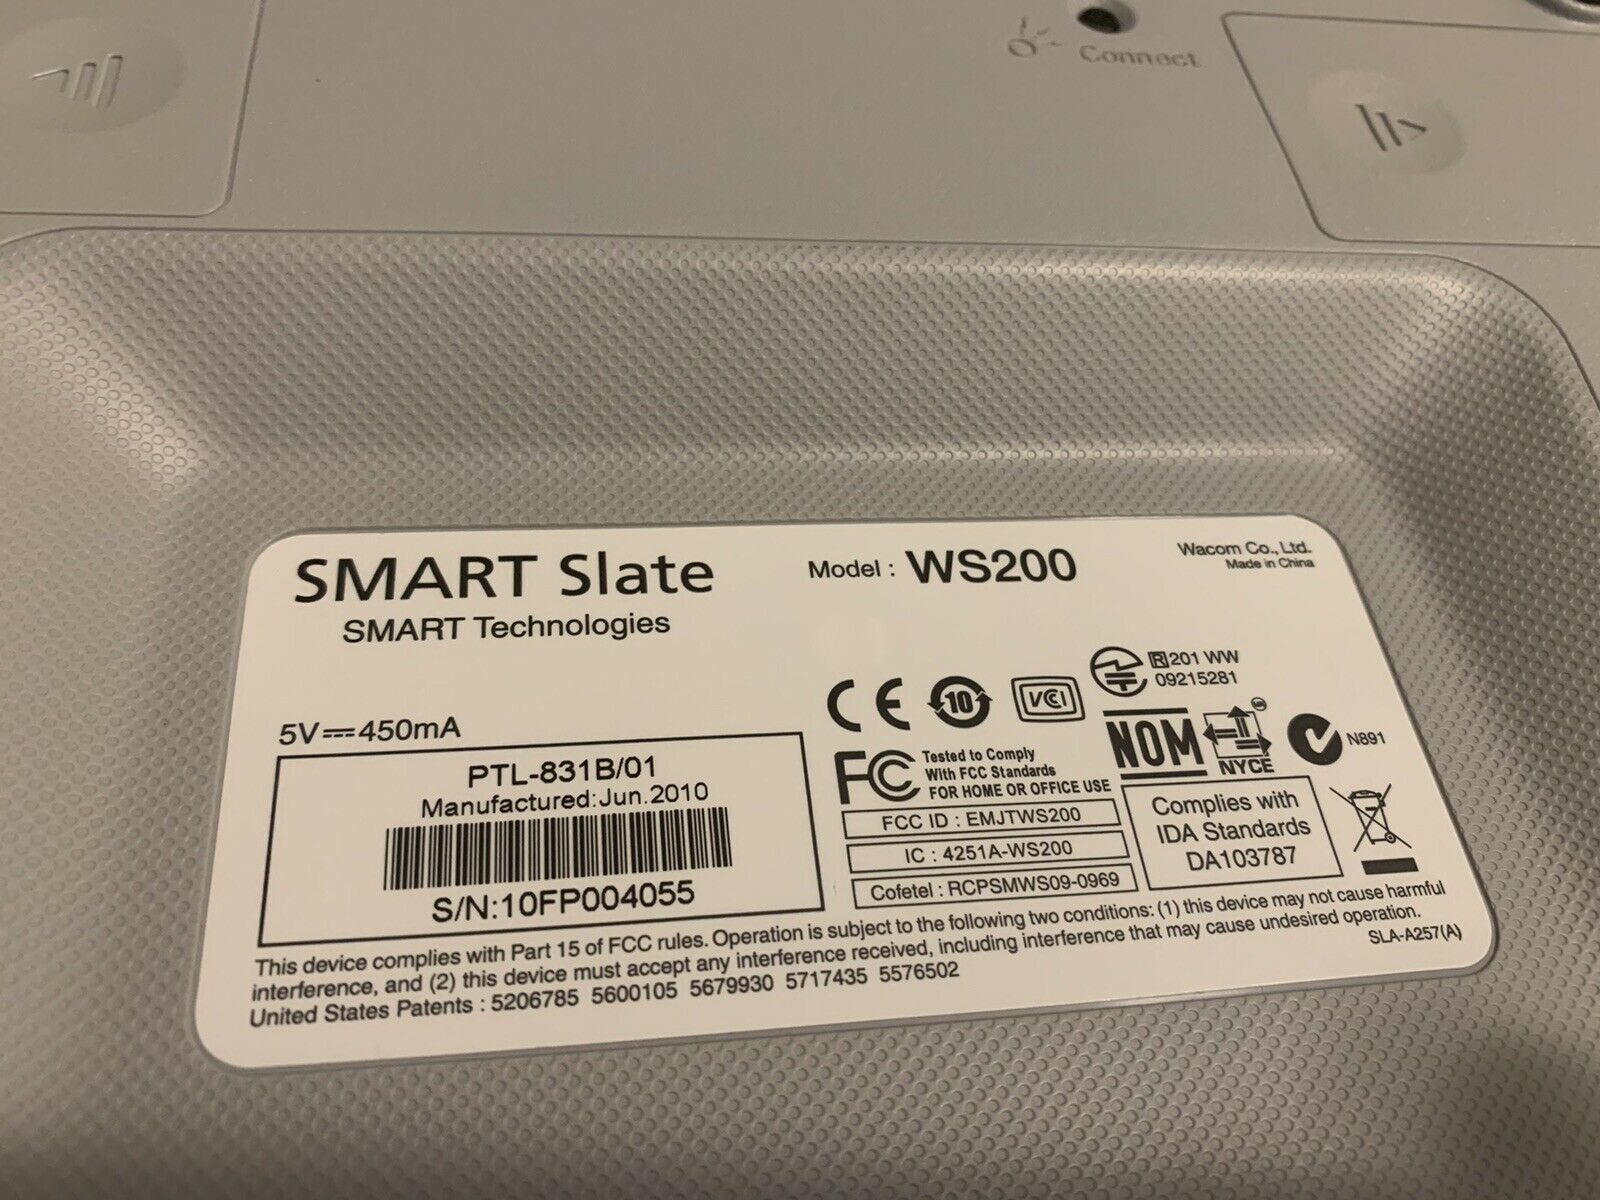 Connect
SMART Slate
SMART Technologies
Model : WS200
Wacom Co., Ltd.
Made in China
5V⎓450mA
PTL-831B/01
Manufactured:Jun.2010
S/N:10FP004055
CE
10
VCI
R 201 WW
09215281
FC
Tested to Comply
With FCC Standards
FOR HOME OR OFFICE USE
NOM
NYCE
N891
FCC ID : EMJTWS200
IC : 4251A-WS200
Cofetel : RCPSMWS09-0969
Complies with
IDA Standards
DA103787
This device complies with Part 15 of FCC rules. Operation is subject to the following two conditions: (1) this device may not cause harmful
interference, and (2) this device must accept any interference received, including interference that may cause undesired operation.
United States Patents : 5206785 5600105 5679930 5717435 5576502
SLA-A257(A)